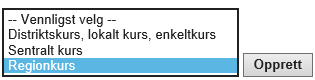 -- Vennligst velg --
Distriktskurs, lokalt kurs, enkeltkurs
Sentralt kurs
Regionkurs
Opprett